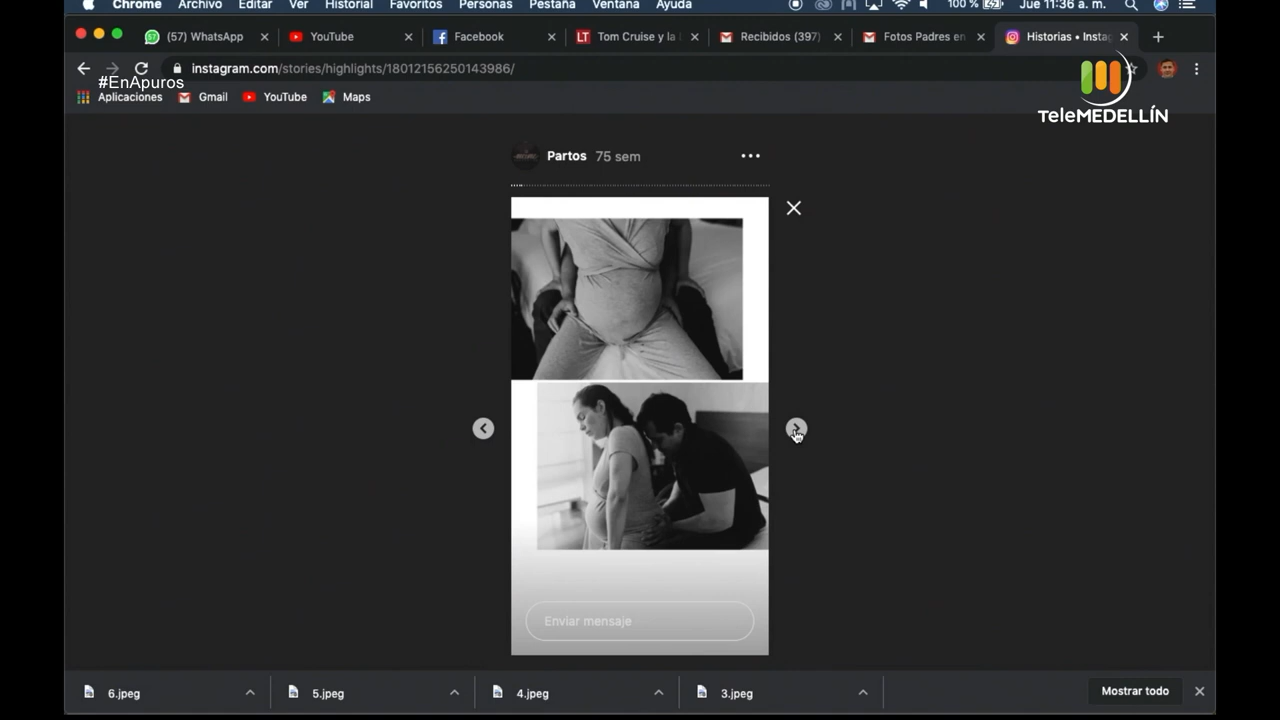 Chrome Archivo Editar Ver Historial Favoritos Personas Pestaña Ventana Ayuda 100 % Jue 11:36 a. m.
(57) WhatsApp YouTube Facebook Tom Cruise y la Recibidos (397) Fotos Padres en Historias • Insta
instagram.com/stories/highlights/18012156250143986/
#EnApuros
Aplicaciones Gmail YouTube Maps
TeleMEDELLÍN
Partos 75 sem
Enviar mensaje
6.jpeg 5.jpeg 4.jpeg 3.jpeg Mostrar todo